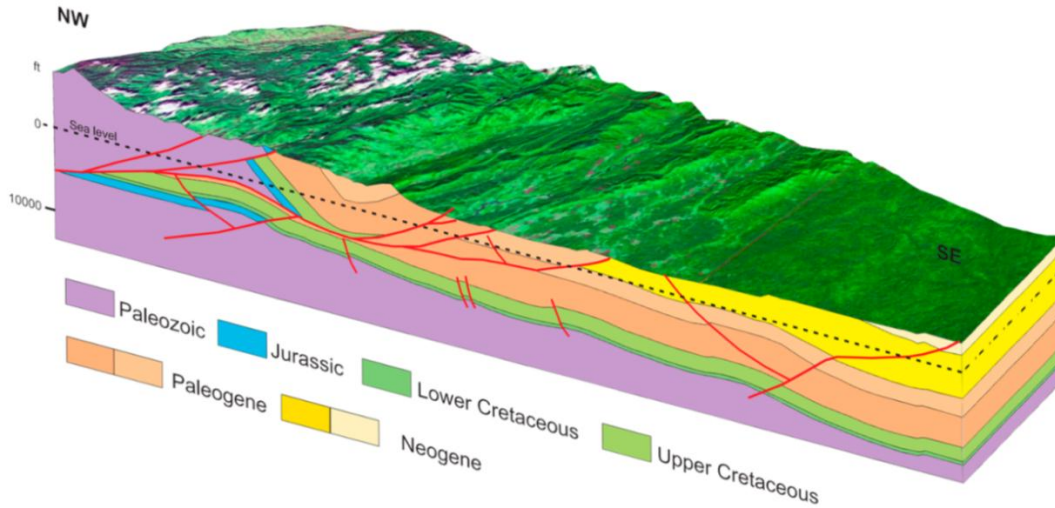 NW
ft
0
Sea level
10000
SE
Paleozoic
Jurassic
Lower Cretaceous
Upper Cretaceous
Paleogene
Neogene